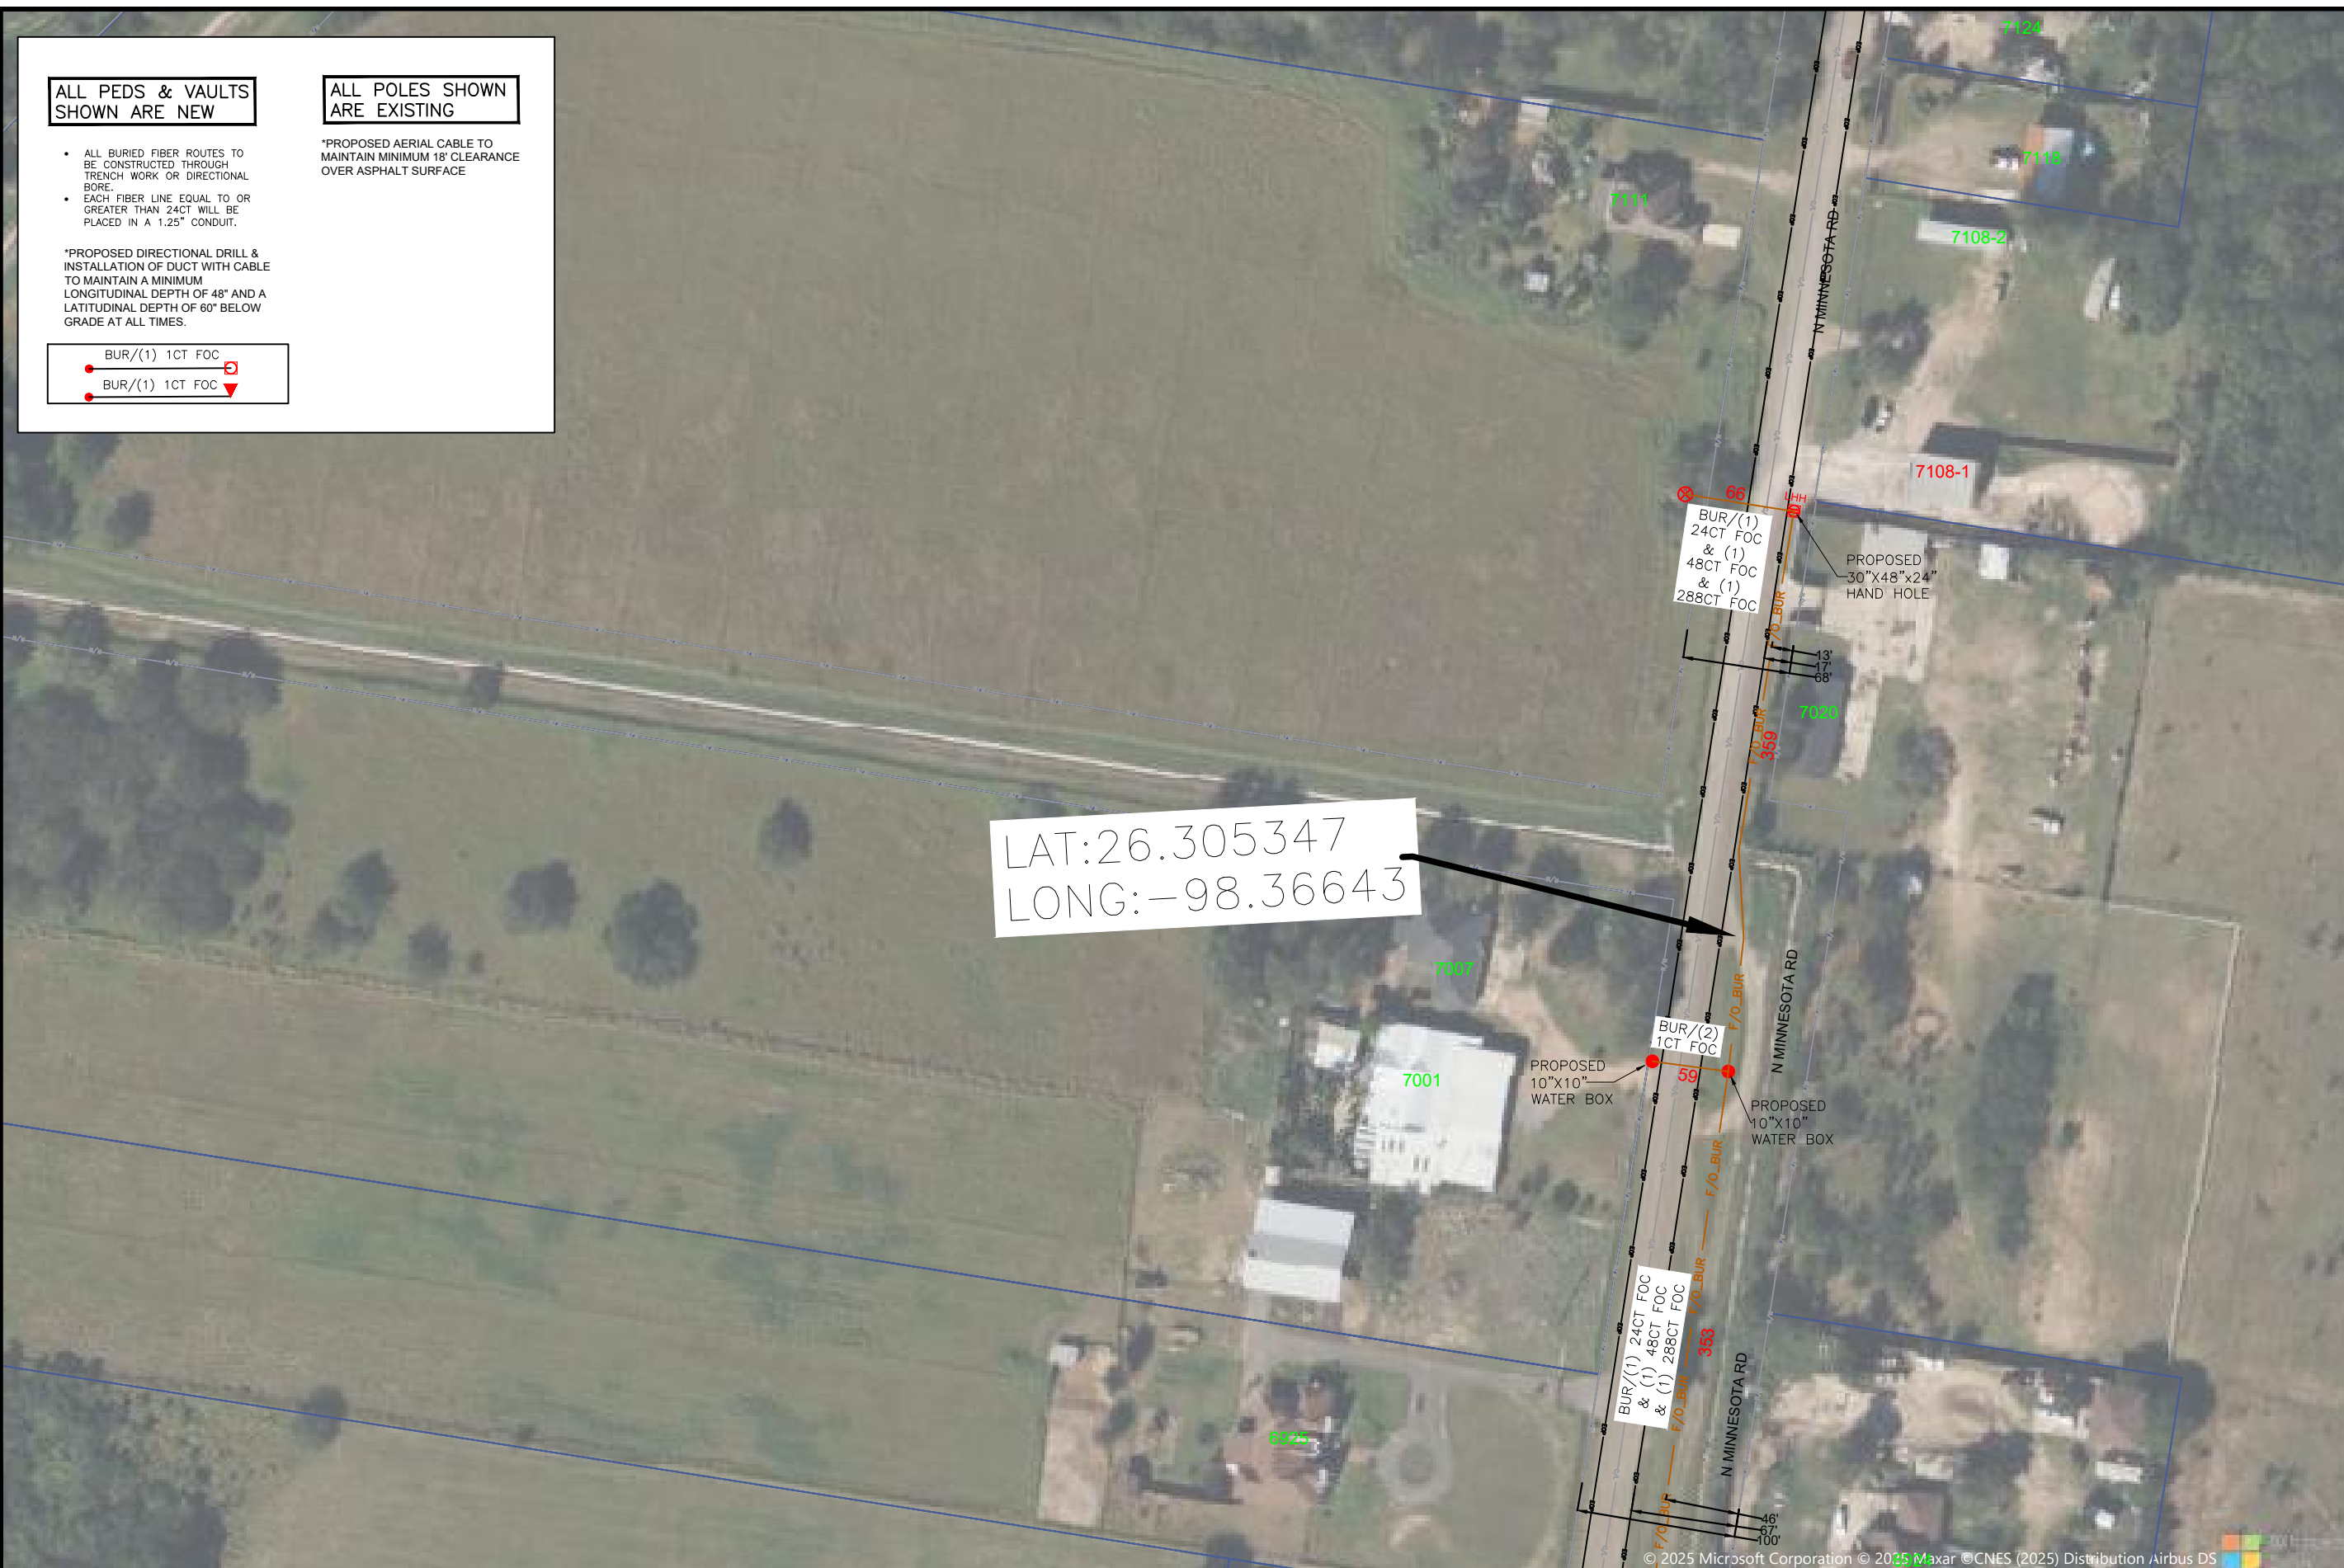 ALL PEDS & VAULTS
SHOWN ARE NEW
• ALL BURIED FIBER ROUTES TO
BE CONSTRUCTED THROUGH
TRENCH WORK OR DIRECTIONAL
BORE.
• EACH FIBER LINE EQUAL TO OR
GREATER THAN 24CT WILL BE
PLACED IN A 1.25" CONDUIT.
*PROPOSED DIRECTIONAL DRILL &
INSTALLATION OF DUCT WITH CABLE
TO MAINTAIN A MINIMUM
LONGITUDINAL DEPTH OF 48" AND A
LATITUDINAL DEPTH OF 60" BELOW
GRADE AT ALL TIMES.
BUR/(1) 1CT FOC
BUR/(1) 1CT FOC
ALL POLES SHOWN
ARE EXISTING
*PROPOSED AERIAL CABLE TO
MAINTAIN MINIMUM 18' CLEARANCE
OVER ASPHALT SURFACE
7124
7118
7111
7108-2
N MINNESOTA RD
7108-1
66
LHH
BUR/(1)
24CT FOC
& (1)
48CT FOC
& (1)
288CT FOC
PROPOSED
30"X48"x24"
HAND HOLE
F/O_BUR
13'
17'
68'
7020
F/O_BUR
359
LAT:26.305347
LONG:-98.36643
7007
F/O_BUR
N MINNESOTA RD
BUR/(2)
1CT FOC
59
PROPOSED
10"X10"
WATER BOX
7001
PROPOSED
10"X10"
WATER BOX
F/O_BUR
F/O_BUR
BUR/(1) 24CT FOC
& (1) 48CT FOC
& (1) 288CT FOC
353
N MINNESOTA RD
F/O_BUR
6925
F/O_BUR
46'
67'
100'
© 2025 Microsoft Corporation © 2025 Maxar ©CNES (2025) Distribution Airbus DS